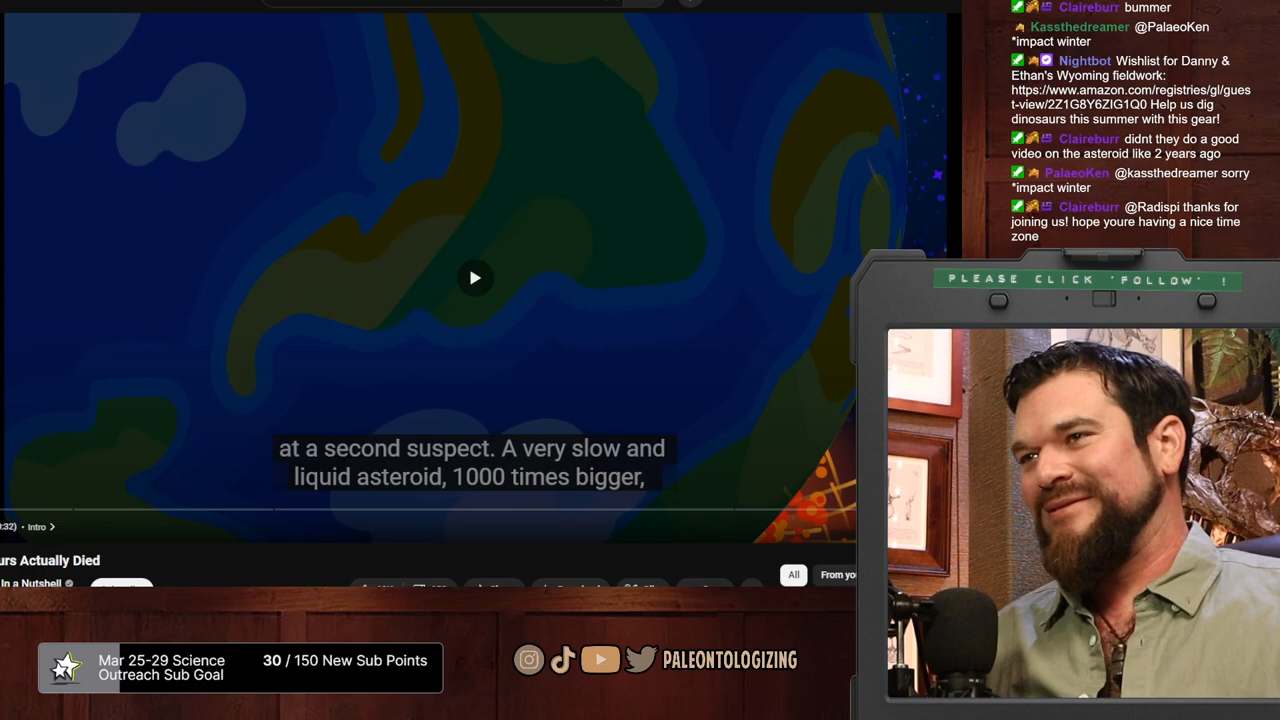 Claireburr bummer
Kassthedreamer @PalaeoKen
*impact winter
Nightbot Wishlist for Danny &
Ethan's Wyoming fieldwork:
https://www.amazon.com/registries/gl/gues
t-view/2Z1G8Y6ZIG1Q0 Help us dig
dinosaurs this summer with this gear!
Claireburr didnt they do a good
video on the asteroid like 2 years ago
PalaeoKen @kassthedreamer sorry
*impact winter
Claireburr @Radispi thanks for
joining us! hope youre having a nice time
zone
PLEASE CLICK "FOLLOW" !
at a second suspect. A very slow and
liquid asteroid, 1000 times bigger,
:32) • Intro
urs Actually Died
In a Nutshell
All
From yo
Mar 25-29 Science
Outreach Sub Goal
30 / 150 New Sub Points
PALEONTOLOGIZING